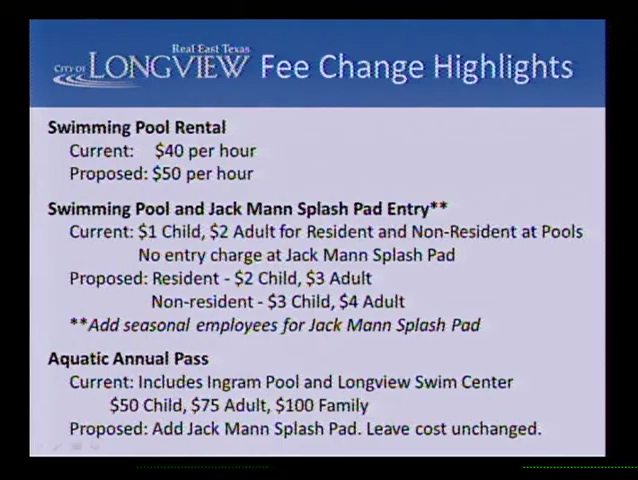 Real East Texas
CITY OF LONGVIEW Fee Change Highlights
Swimming Pool Rental
Current: $40 per hour
Proposed: $50 per hour
Swimming Pool and Jack Mann Splash Pad Entry**
Current: $1 Child, $2 Adult for Resident and Non-Resident at Pools
No entry charge at Jack Mann Splash Pad
Proposed: Resident - $2 Child, $3 Adult
Non-resident - $3 Child, $4 Adult
**Add seasonal employees for Jack Mann Splash Pad
Aquatic Annual Pass
Current: Includes Ingram Pool and Longview Swim Center
$50 Child, $75 Adult, $100 Family
Proposed: Add Jack Mann Splash Pad. Leave cost unchanged.